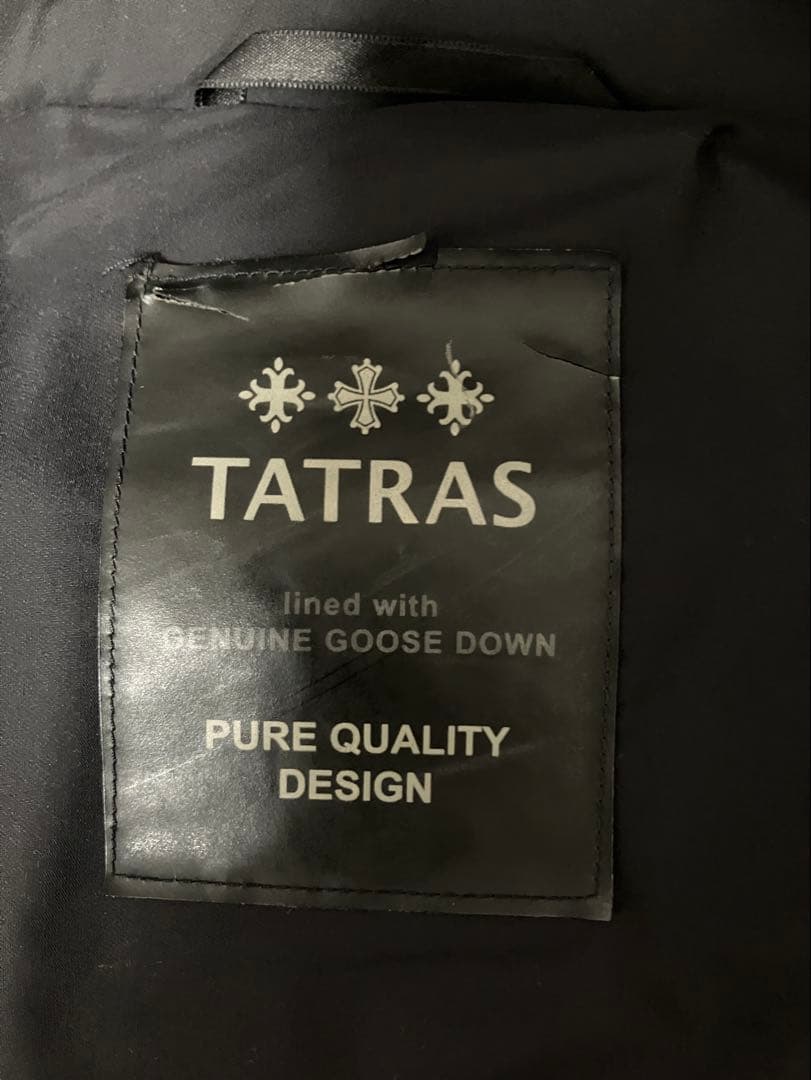 TATRAS
lined with
GENUINE GOOSE DOWN
PURE QUALITY
DESIGN